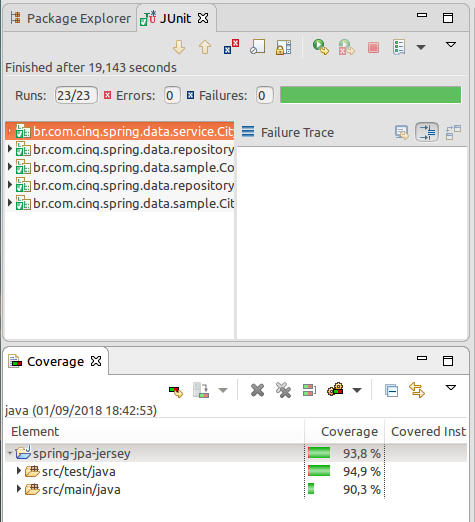 Package Explorer JUnit
Finished after 19,143 seconds
Runs: 23/23 Errors: 0 Failures: 0
br.com.cinq.spring.data.service.Cit
Failure Trace
br.com.cinq.spring.data.repository
br.com.cinq.spring.data.sample.Co
br.com.cinq.spring.data.repository
br.com.cinq.spring.data.sample.Cit
Coverage
java (01/09/2018 18:42:53)
Element Coverage Covered Inst
spring-jpa-jersey 93,8 %
src/test/java 94,9 %
src/main/java 90,3 %